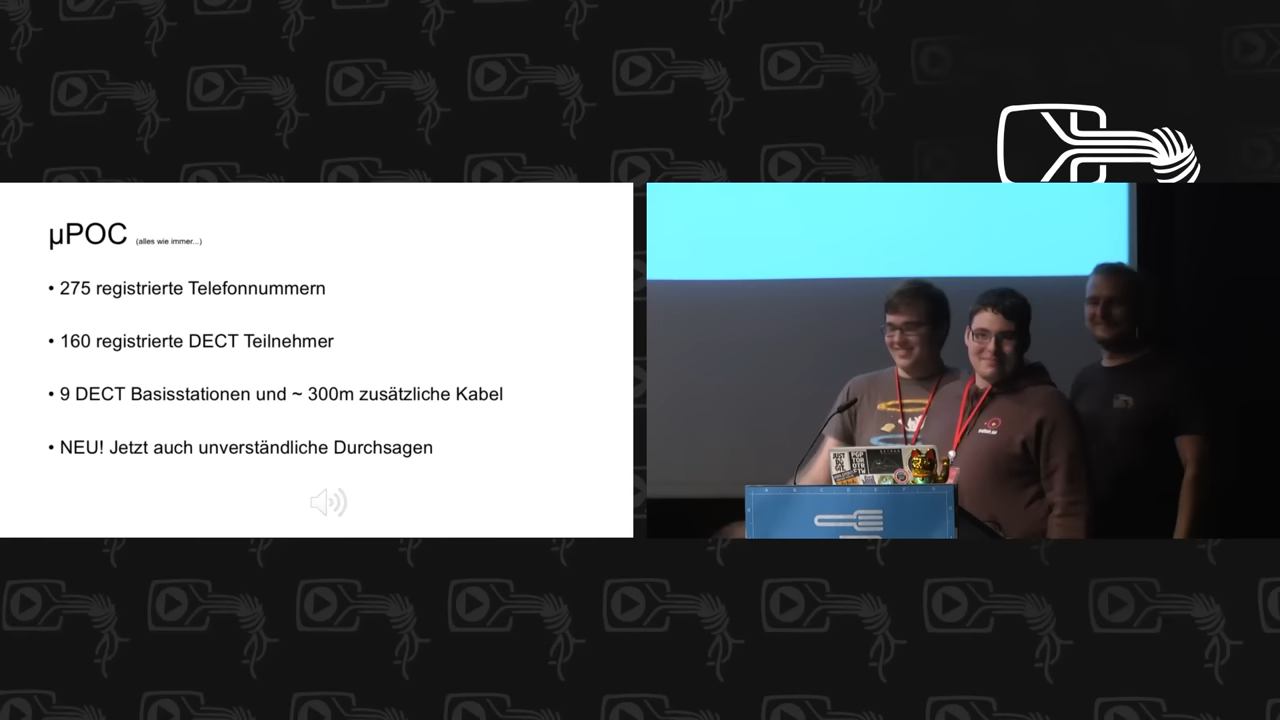 µPOC (alles wie immer...)
• 275 registrierte Telefonnummern
• 160 registrierte DECT Teilnehmer
• 9 DECT Basisstationen und ~ 300m zusätzliche Kabel
• NEU! Jetzt auch unverständliche Durchsagen